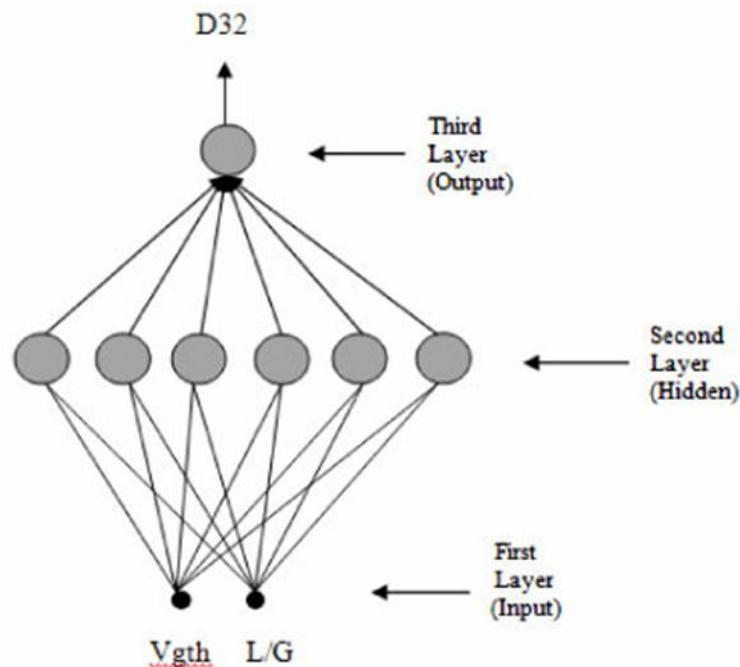 D32
Third
Layer
(Output)
Second
Layer
(Hidden)
First
Layer
(Input)
Vgth L/G